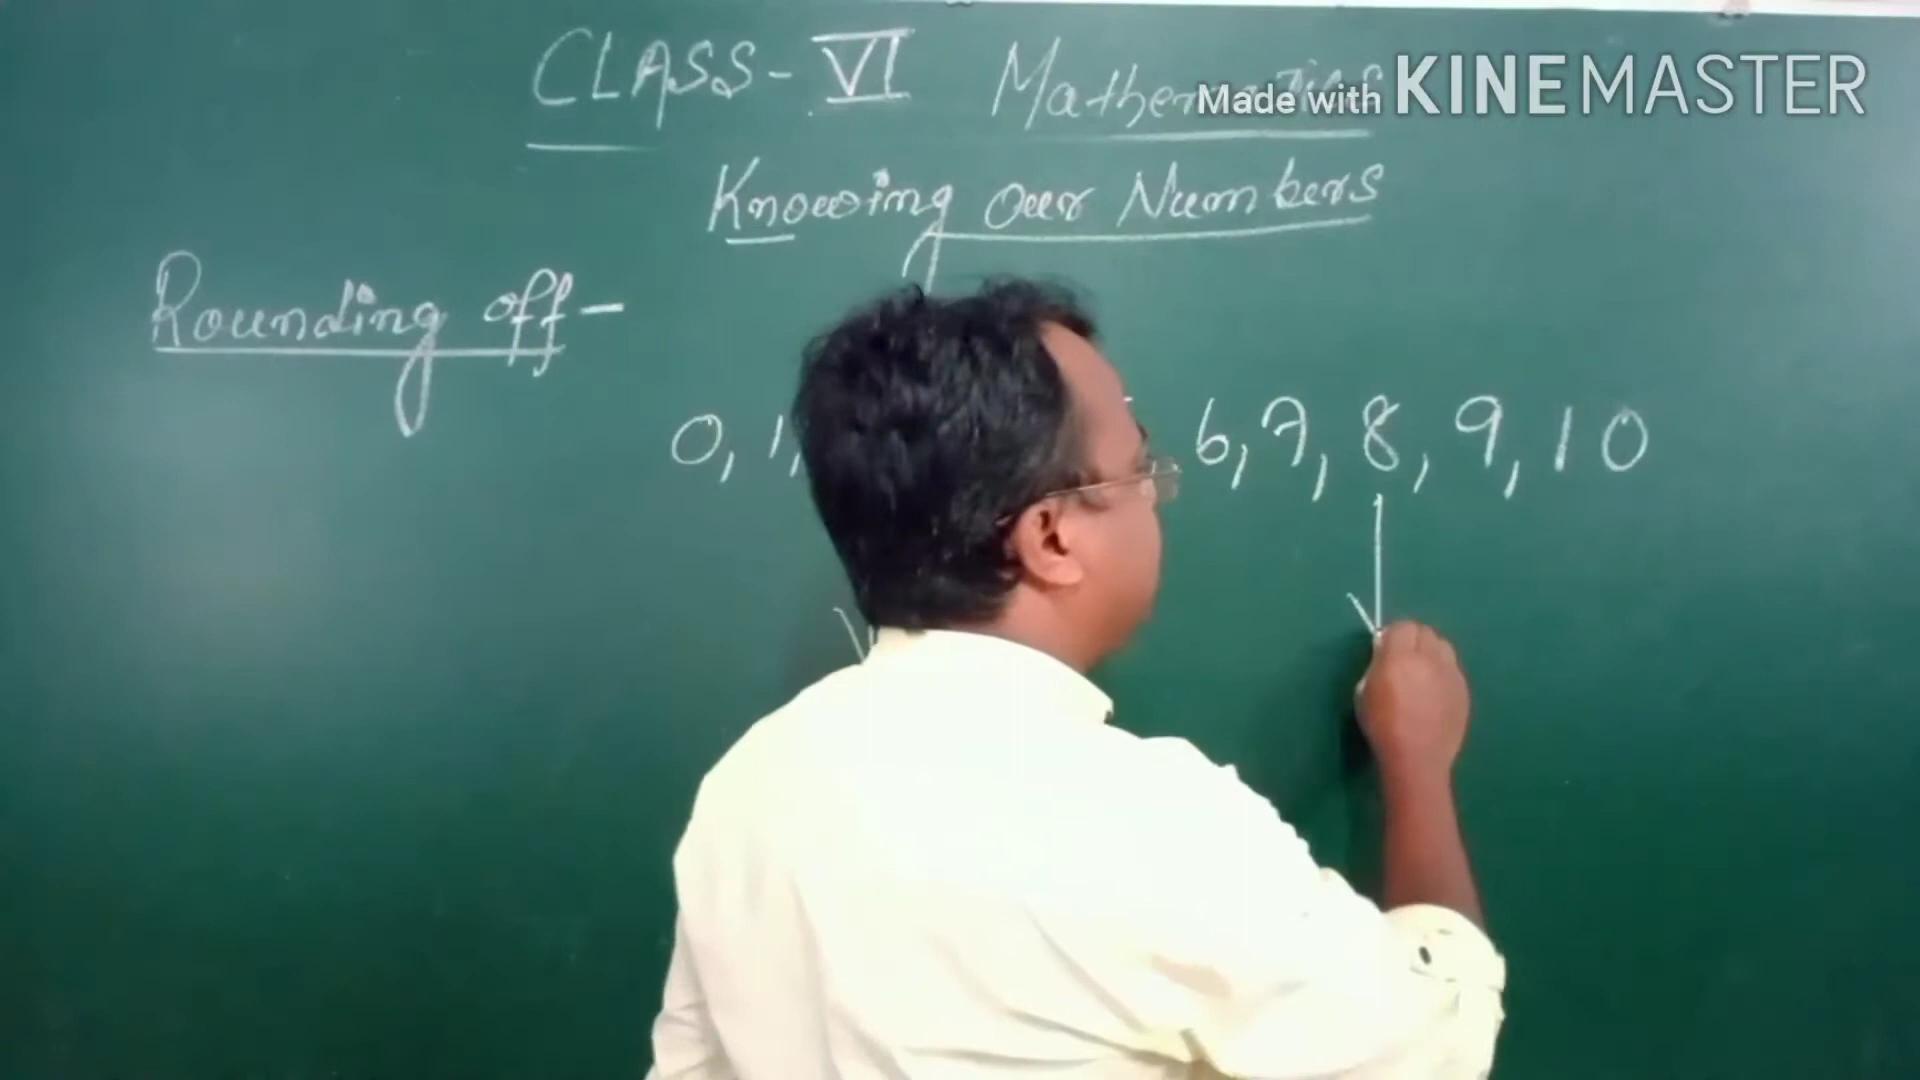 CLASS - VI Mathematics
Made with KINEMASTER
Knowing Our Numbers
Rounding off -
0, 1, 6, 7, 8, 9, 10